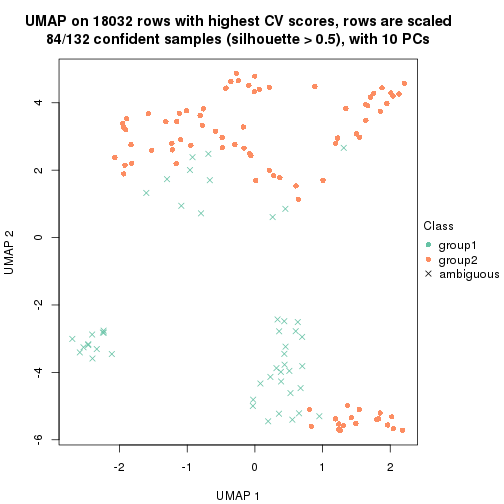 UMAP on 18032 rows with highest CV scores, rows are scaled
84/132 confident samples (silhouette > 0.5), with 10 PCs
4
2
0
-2
-4
-6
UMAP 2
-2
-1
0
1
2
UMAP 1
Class
group1
group2
ambiguous